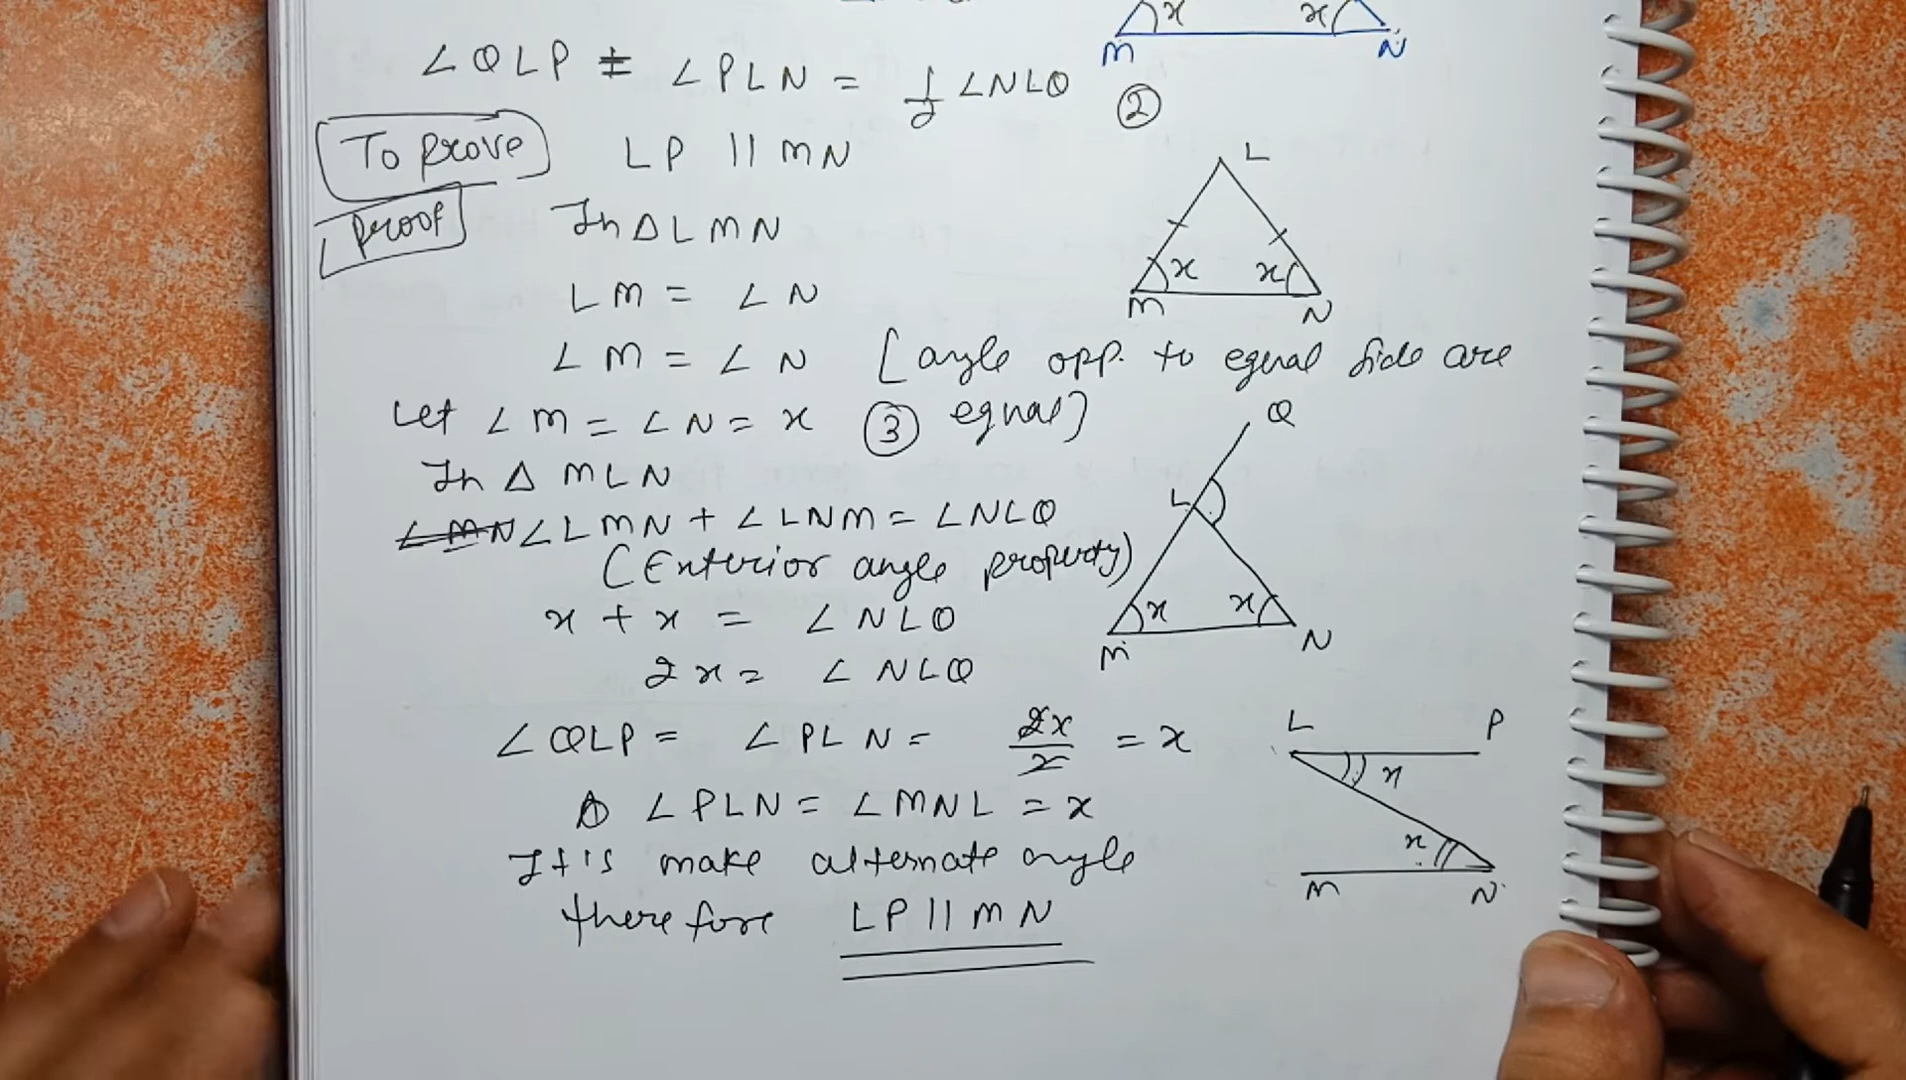 x x
M N
∠QLP = ∠PLN = 1/2 ∠NLQ ②
To prove LP || MN
L
Proof In △LMN
x x
LM = ∠N
M N
∠M = ∠N [angle opp. to equal side are
Let ∠M = ∠N = x ③ equal]
Q
In △ MLN
L
∠LMN + ∠LNM = ∠NLQ
(Exterior angle property)
x + x = ∠NLQ
x x
M N
2x = ∠NLQ
∠QLP = ∠PLN = 2x/2 = x
L P
x
∠PLN = ∠MNL = x
It's make alternate angle
x
M N
therefore LP || MN